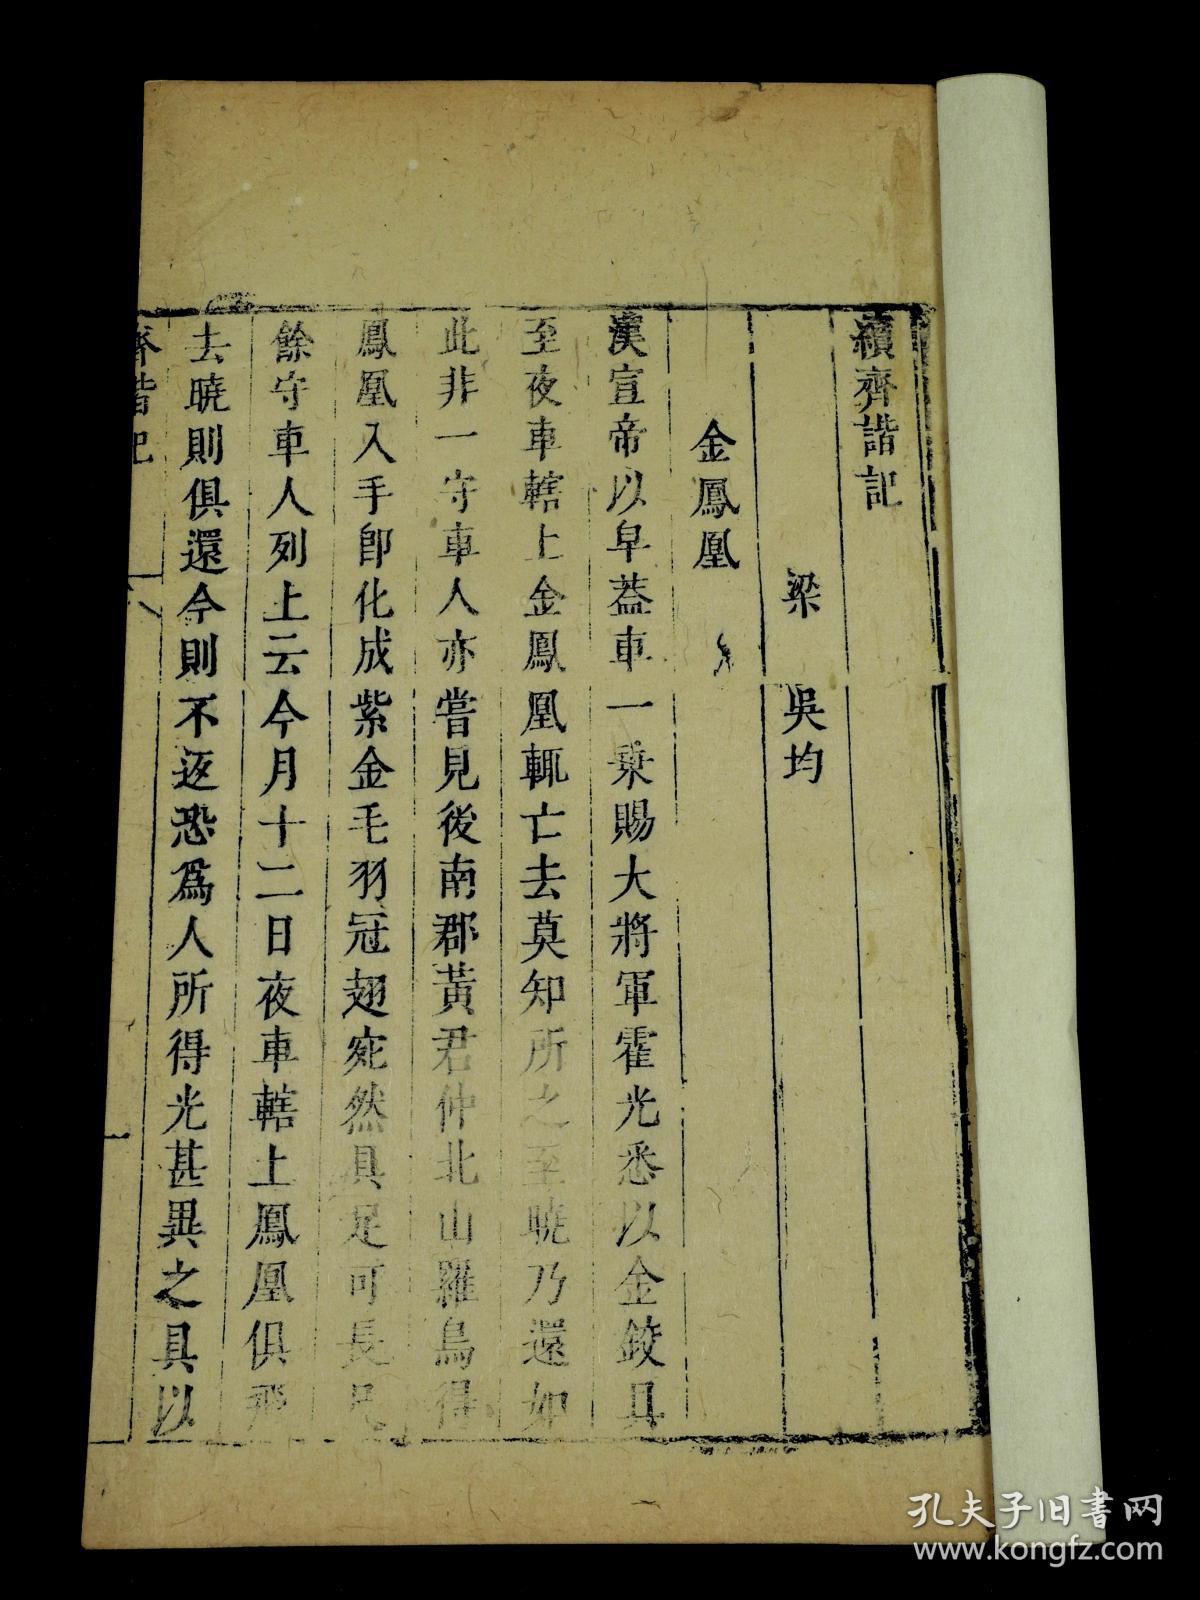 續齊諧記
梁 吳均
金鳳凰
漢宣帝以皁蓋車一乗賜大將軍霍光悉以金鉸具
至夜車轄上金鳳凰輒亡去莫知所之至曉乃還如
此非一守車人亦嘗見後南郡黃君仲北山羅鳥得
鳳凰入手卽化成紫金毛羽冠翅宛然具足可長尺
餘守車人列上云今月十二日夜車轄上鳳凰俱飛
去曉則俱還今則不返恐爲人所得光甚異之具以
齊諧記
孔夫子旧书网
www.kongfz.com